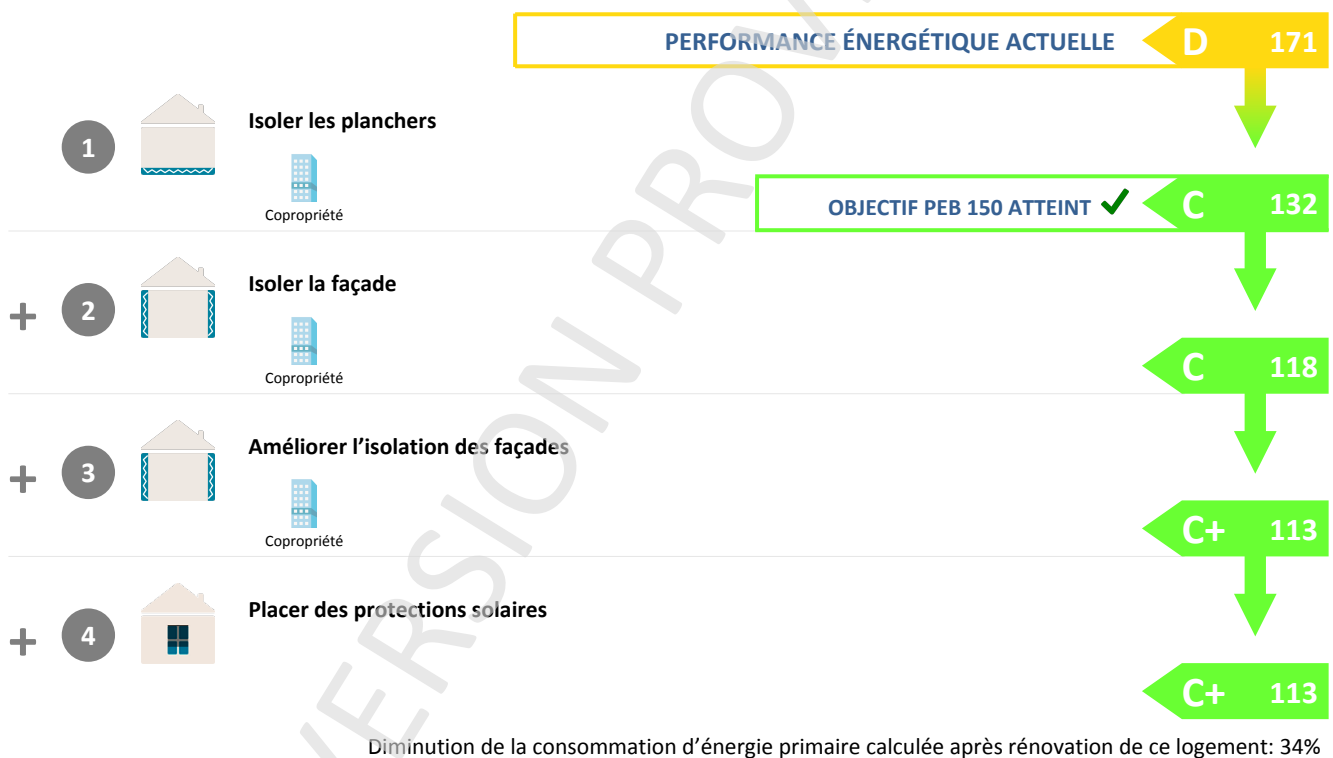 PERFORMANCE ÉNERGÉTIQUE ACTUELLE D 171
1 Isoler les planchers
Copropriété
OBJECTIF PEB 150 ATTEINT ✔ C 132
+ 2 Isoler la façade
Copropriété
C 118
+ 3 Améliorer l’isolation des façades
Copropriété
C+ 113
+ 4 Placer des protections solaires
C+ 113
Diminution de la consommation d’énergie primaire calculée après rénovation de ce logement: 34%
VERSION PROV